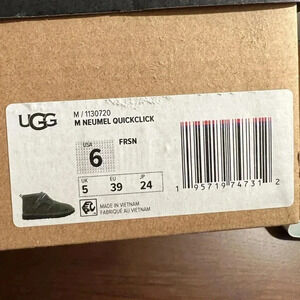 UGG
M / 1130720
M NEUMEL QUICKCLICK
USA
6
FRSN
UK
5
EU
39
JP
24
MADE IN VIETNAM
FABRIQUÉ AU VIETNAM
1 95719 74731 2